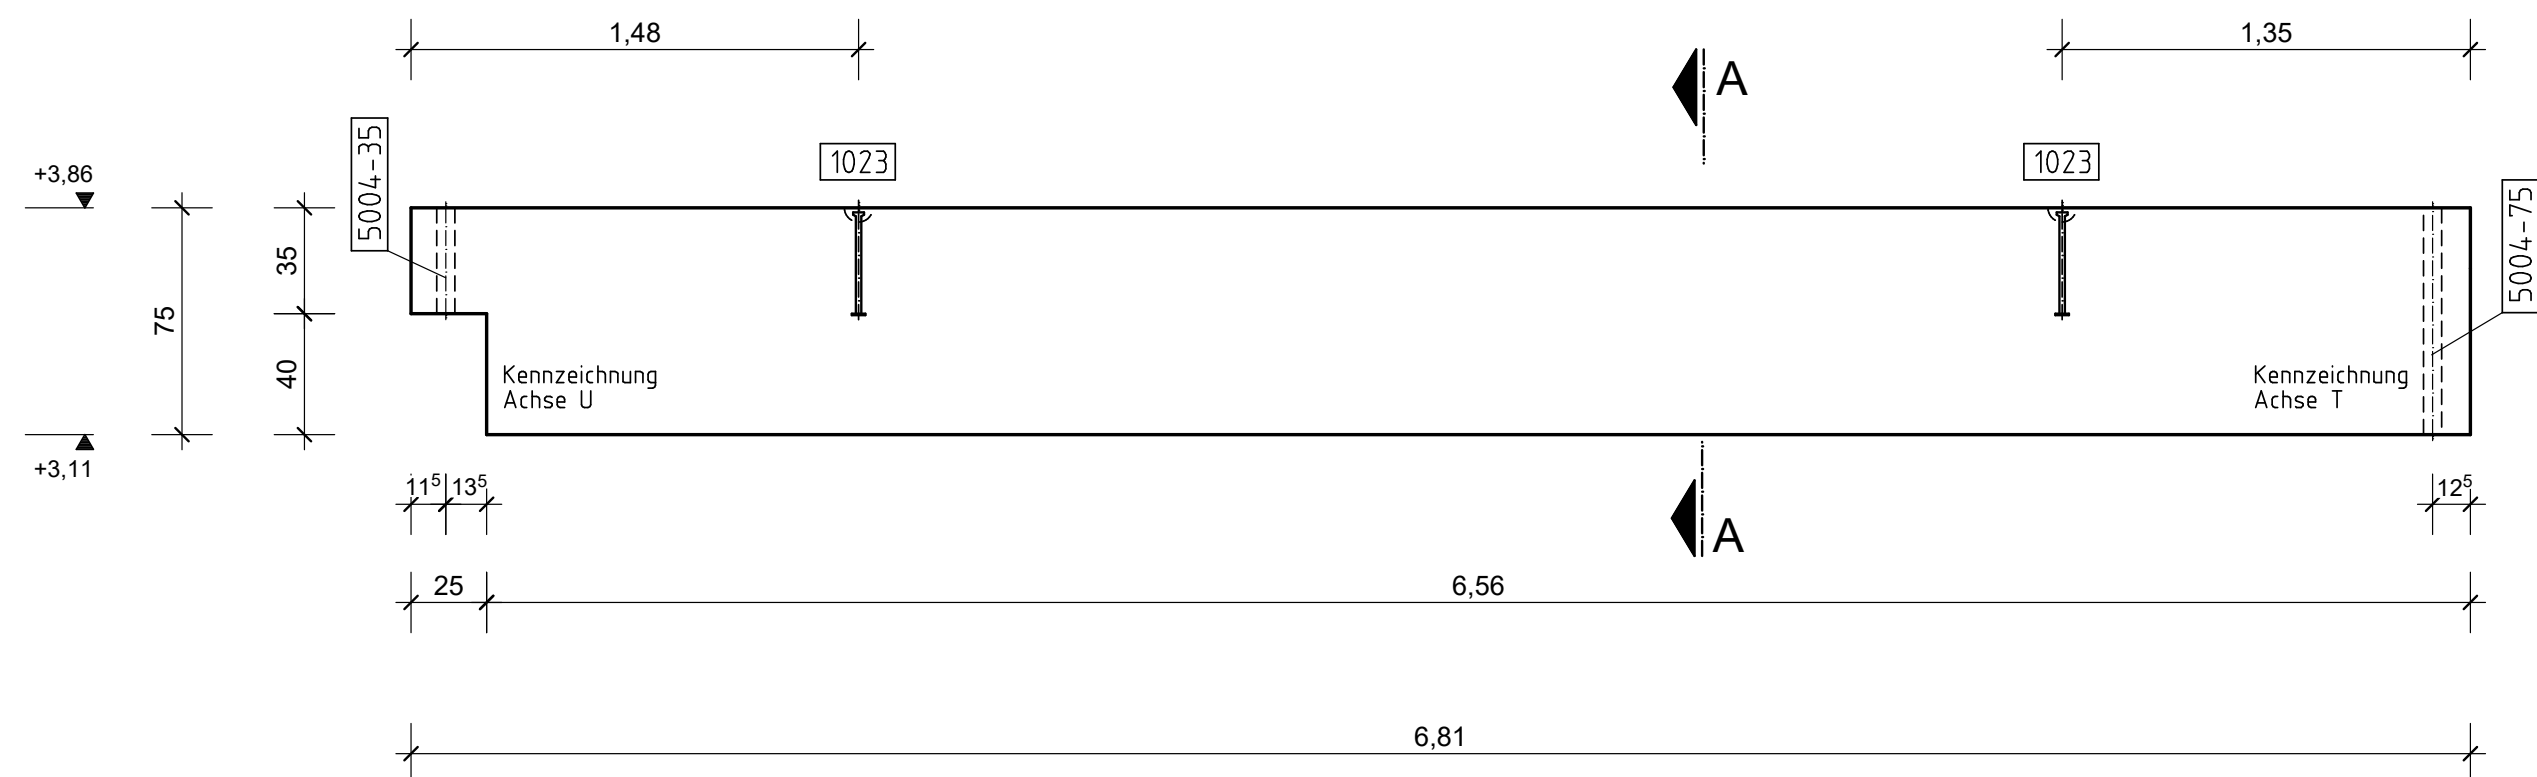 1,48
1,35
A
5004-35
1023
1023
+3,86
5004-75
35
75
40
Kennzeichnung
Achse U
Kennzeichnung
Achse T
+3,11
11⁵
13⁵
12⁵
A
25
6,56
6,81